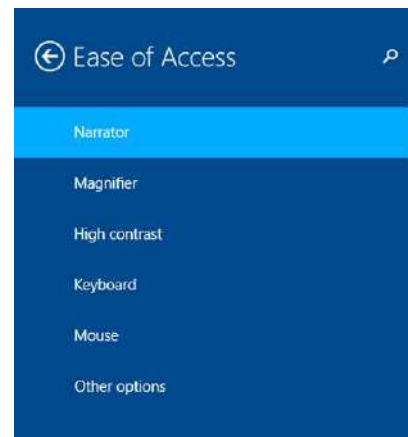 Ease of Access
Narrator
Magnifier
High contrast
Keyboard
Mouse
Other options